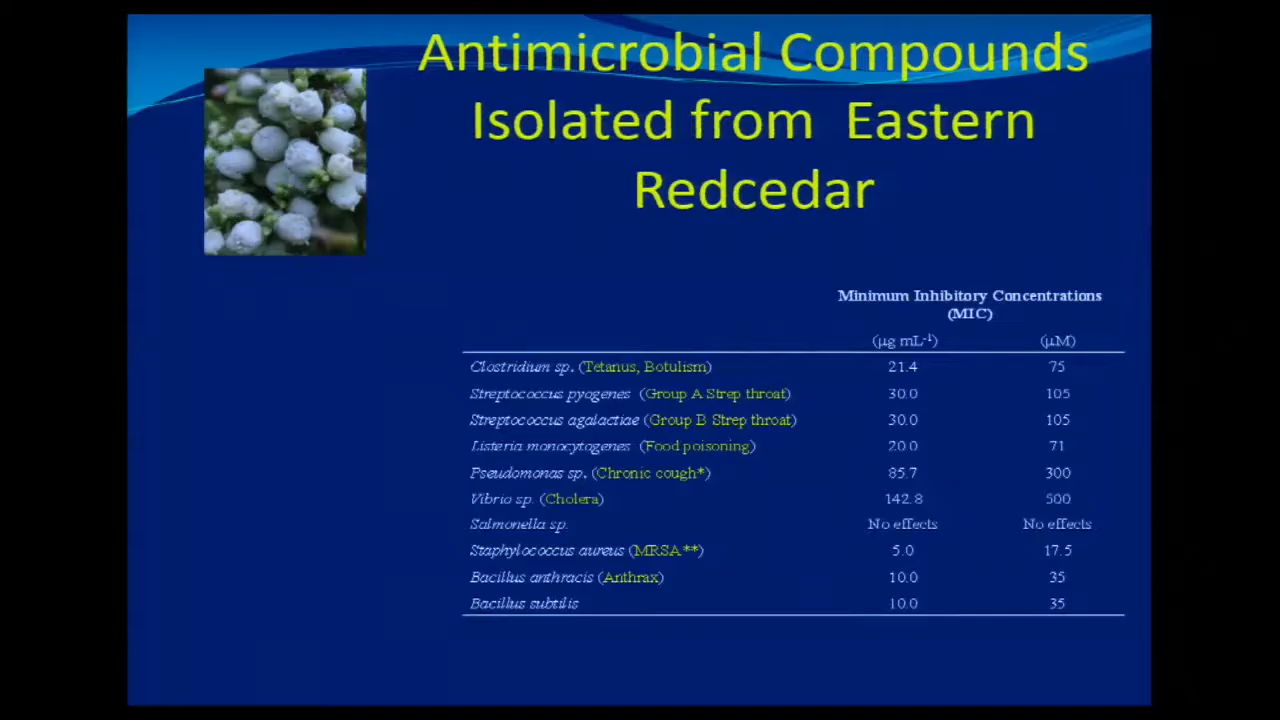 Antimicrobial Compounds
Isolated from Eastern
Redcedar
Minimum Inhibitory Concentrations
(MIC)
(µg mL-1) (µM)
Clostridium sp. (Tetanus, Botulism) 21.4 75
Streptococcus pyogenes (Group A Strep throat) 30.0 105
Streptococcus agalactiae (Group B Strep throat) 30.0 105
Listeria monocytogenes (Food poisoning) 20.0 71
Pseudomonas sp. (Chronic cough*) 85.7 300
Vibrio sp. (Cholera) 142.8 500
Salmonella sp. No effects No effects
Staphylococcus aureus (MRSA**) 5.0 17.5
Bacillus anthracis (Anthrax) 10.0 35
Bacillus subtilis 10.0 35